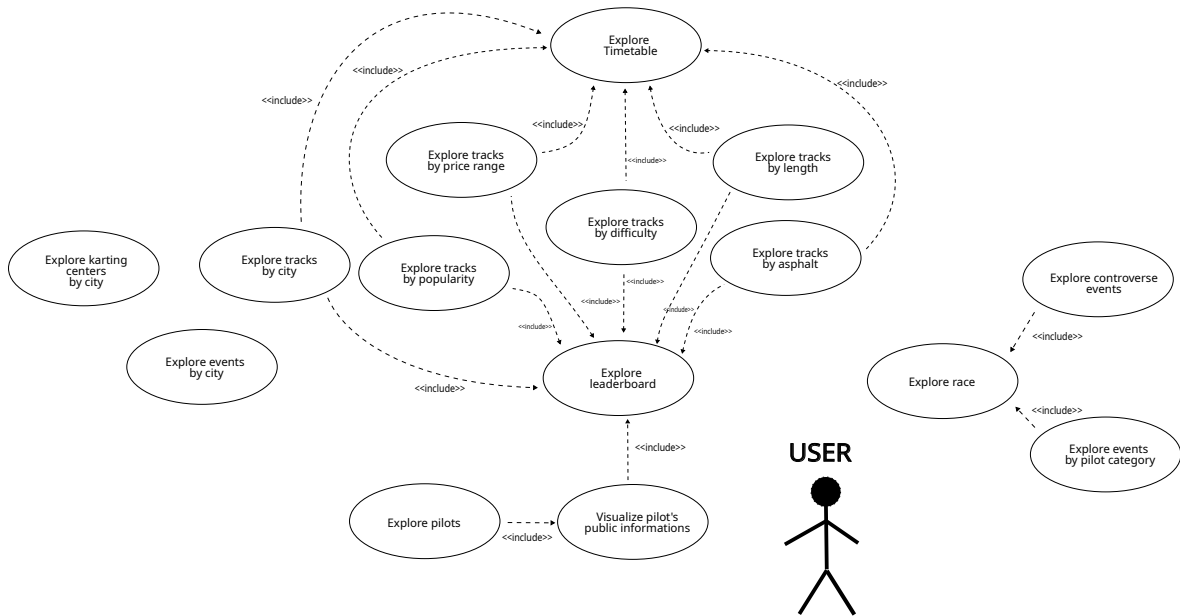 Explore
Timetable
<<include>>
<<include>>
<<include>>
<<include>>
<<include>>
<<include>>
Explore tracks
by price range
Explore tracks
by length
Explore tracks
by difficulty
Explore karting
centers
by city
Explore tracks
by city
Explore tracks
by popularity
Explore tracks
by asphalt
Explore controverse
events
<<include>>
<<include>>
<<include>>
<<include>>
<<include>>
<<include>>
<<include>>
Explore events
by city
Explore
leaderboard
Explore race
<<include>>
<<include>>
Explore events
by pilot category
<<include>>
USER
Explore pilots
<<include>>
Visualize pilot's
public informations